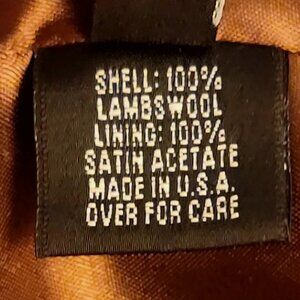 SHELL: 100%
LAMBSWOOL
LINING: 100%
SATIN ACETATE
MADE IN U.S.A.
OVER FOR CARE